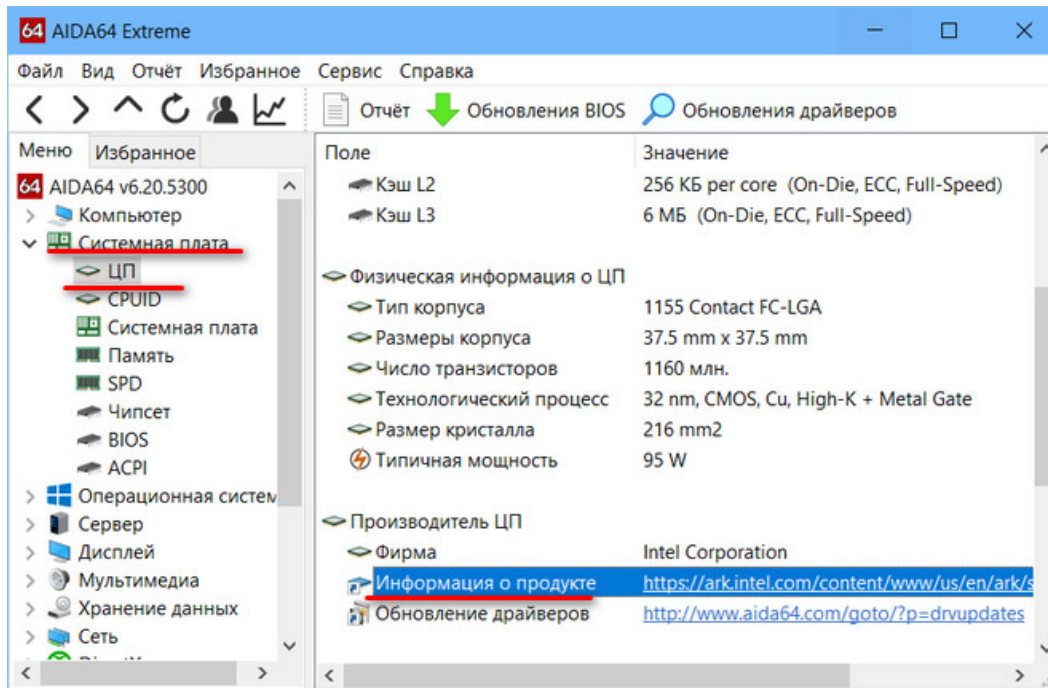 64 AIDA64 Extreme
Файл Вид Отчёт Избранное Сервис Справка
Отчёт Обновления BIOS Обновления драйверов
Меню Избранное
64 AIDA64 v6.20.5300
Компьютер
Системная плата
ЦП
CPUID
Системная плата
Память
SPD
Чипсет
BIOS
ACPI
Операционная систем
Сервер
Дисплей
Мультимедиа
Хранение данных
Сеть
Поле Значение
Кэш L2 256 КБ per core (On-Die, ECC, Full-Speed)
Кэш L3 6 МБ (On-Die, ECC, Full-Speed)
Физическая информация о ЦП
Тип корпуса 1155 Contact FC-LGA
Размеры корпуса 37.5 mm x 37.5 mm
Число транзисторов 1160 млн.
Технологический процесс 32 nm, CMOS, Cu, High-K + Metal Gate
Размер кристалла 216 mm2
Типичная мощность 95 W
Производитель ЦП
Фирма Intel Corporation
Информация о продукте https://ark.intel.com/content/www/us/en/ark/s
Обновление драйверов http://www.aida64.com/goto/?p=drvupdates